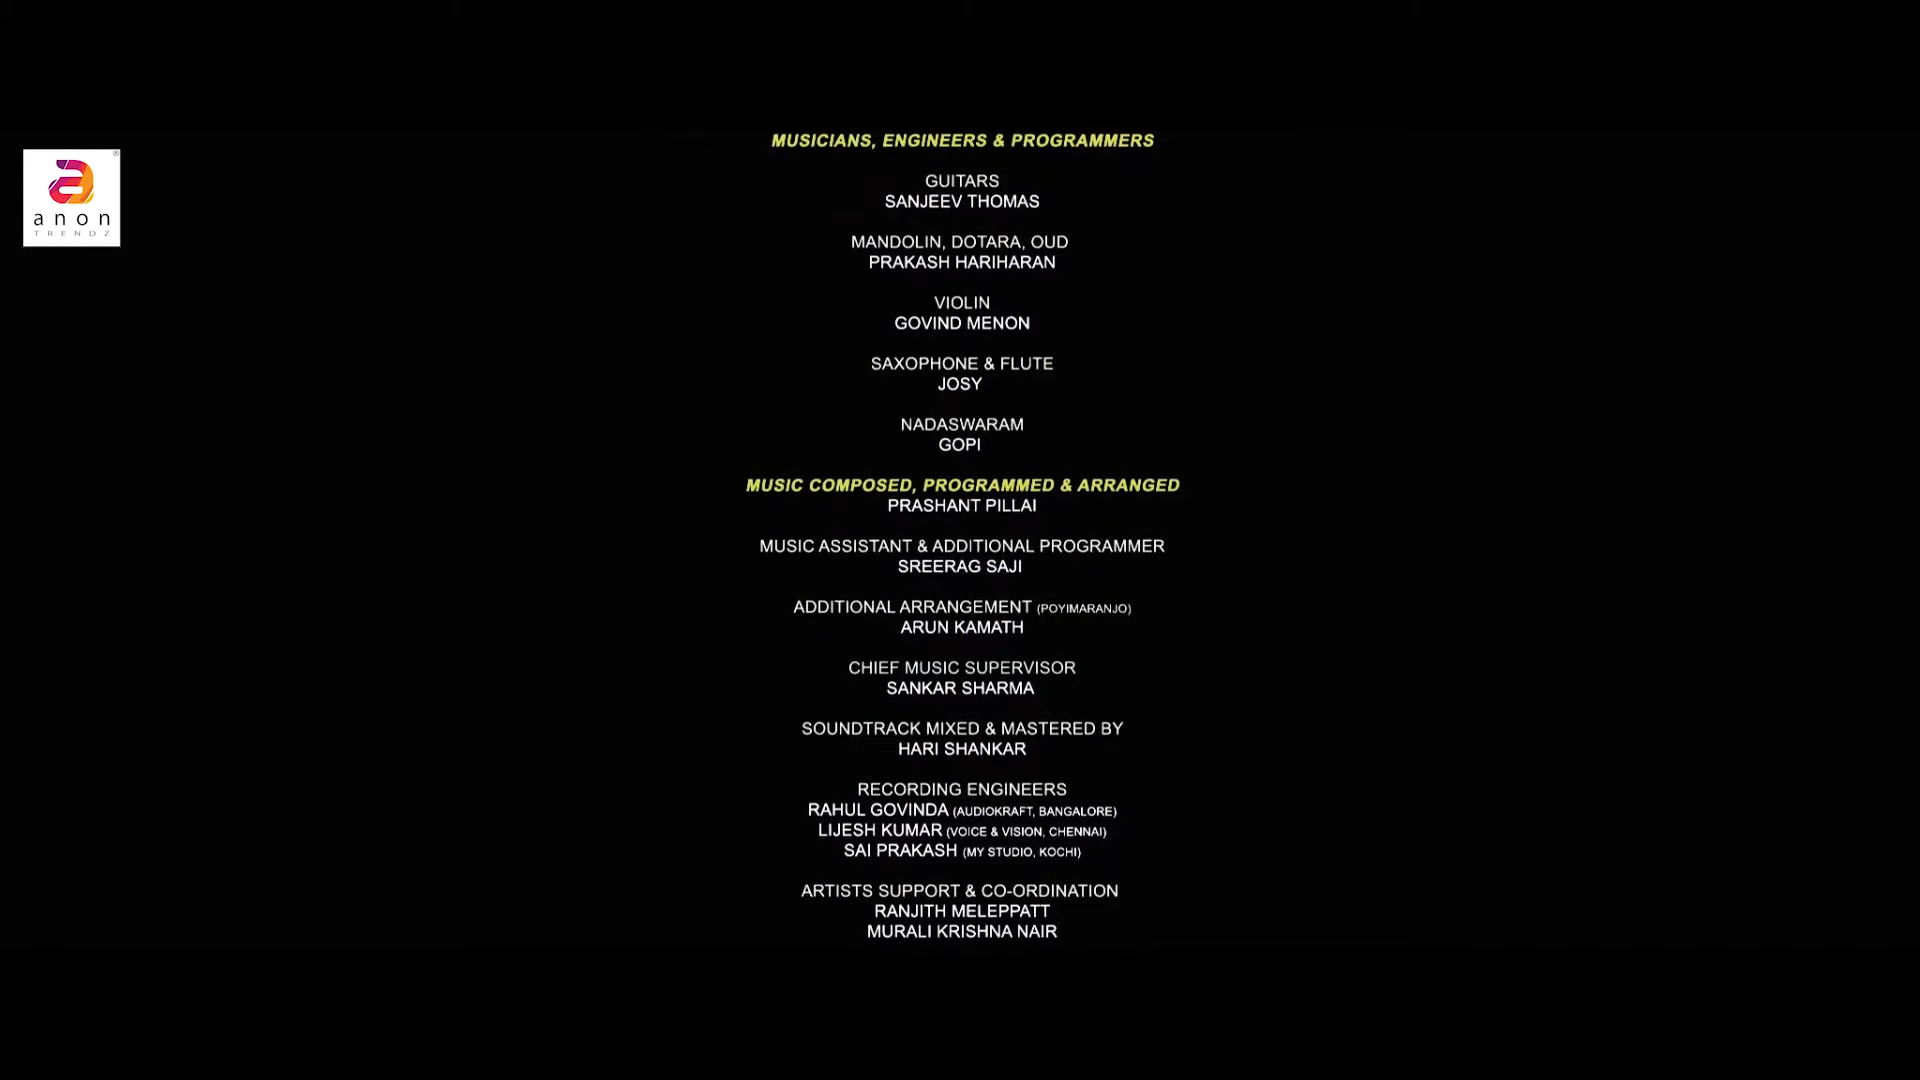 MUSICIANS, ENGINEERS & PROGRAMMERS
anon
TRENDZ
GUITARS
SANJEEV THOMAS
MANDOLIN, DOTARA, OUD
PRAKASH HARIHARAN
VIOLIN
GOVIND MENON
SAXOPHONE & FLUTE
JOSY
NADASWARAM
GOPI
MUSIC COMPOSED, PROGRAMMED & ARRANGED
PRASHANT PILLAI
MUSIC ASSISTANT & ADDITIONAL PROGRAMMER
SREERAG SAJI
ADDITIONAL ARRANGEMENT (POYIMARANJO)
ARUN KAMATH
CHIEF MUSIC SUPERVISOR
SANKAR SHARMA
SOUNDTRACK MIXED & MASTERED BY
HARI SHANKAR
RECORDING ENGINEERS
RAHUL GOVINDA (AUDIOKRAFT, BANGALORE)
LIJESH KUMAR (VOICE & VISION, CHENNAI)
SAI PRAKASH (MY STUDIO, KOCHI)
ARTISTS SUPPORT & CO-ORDINATION
RANJITH MELEPPATT
MURALI KRISHNA NAIR